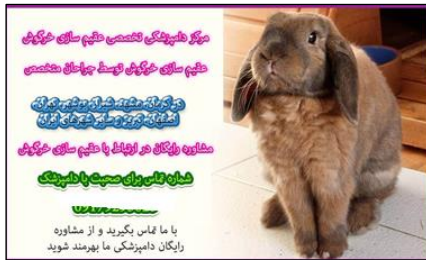 مرکز دامپزشکی تخصصی عقیم سازی خرگوش
عقیم سازی خرگوش توسط جراحان متخصص
مشاوره رایگان در ارتباط با عقیم سازی خرگوش
شماره تماس برای صحبت با دامپزشک
با ما تماس بگیرید و از مشاوره
رایگان دامپزشکی ما بهرمند شوید